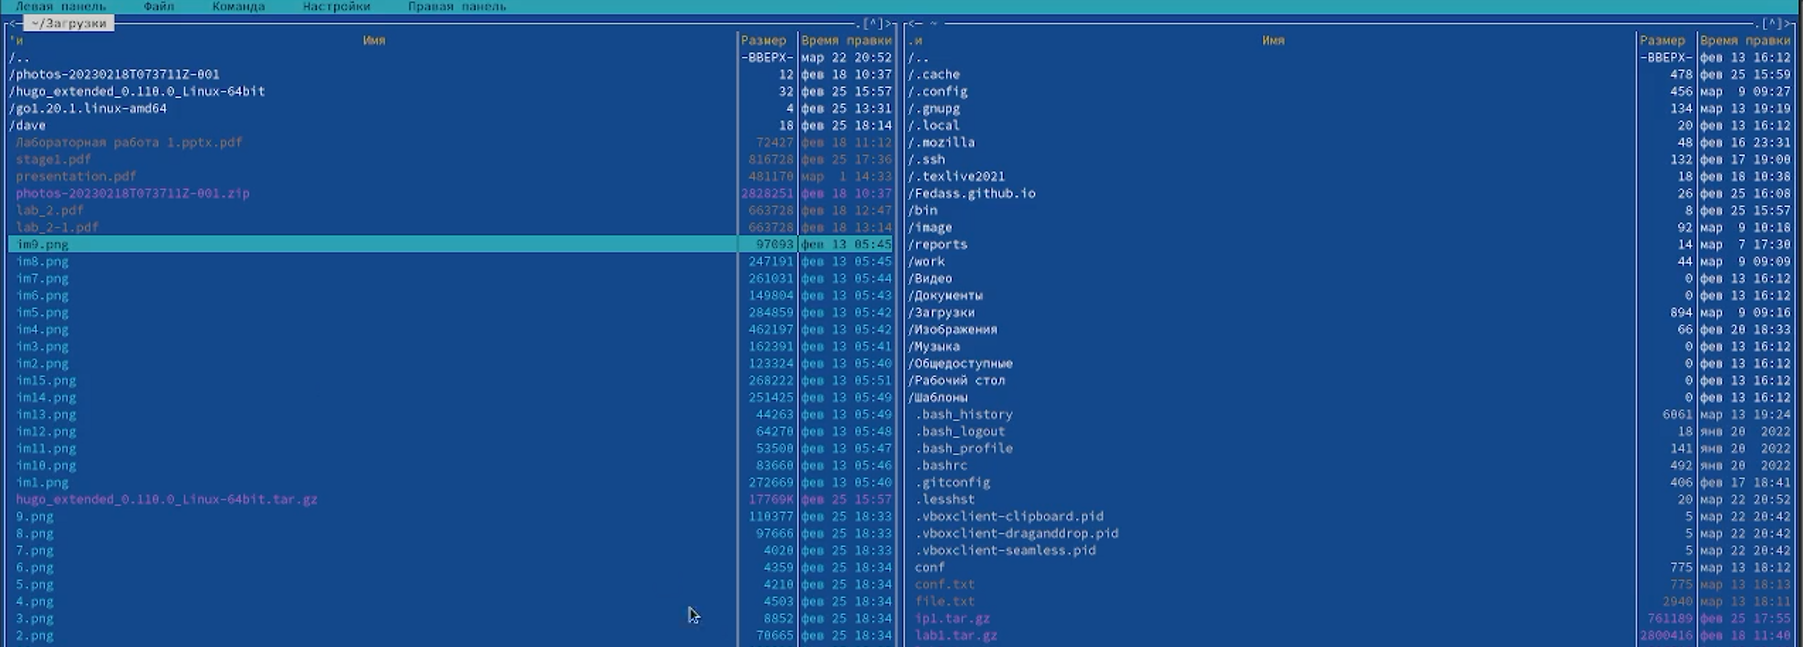 Левая панель Файл Команда Настройки Правая панель
<- ~/Загрузки .[^]>
'и Имя Размер Время правки
/.. -ВВЕРХ- мар 22 20:52
/photos-20230218T073711Z-001 12 фев 18 10:37
/hugo_extended_0.110.0_Linux-64bit 32 фев 25 15:57
/go1.20.1.linux-amd64 4 фев 25 13:31
/dave 18 фев 25 18:14
Лабораторная работа 1.pptx.pdf 72427 фев 18 11:12
stage1.pdf 816728 фев 25 17:36
presentation.pdf 481170 мар 1 14:33
photos-20230218T073711Z-001.zip 2828251 фев 18 10:37
lab_2.pdf 663728 фев 18 12:47
lab_2-1.pdf 663728 фев 18 13:14
im9.png 97093 фев 13 05:45
im8.png 247191 фев 13 05:45
im7.png 261031 фев 13 05:44
im6.png 149804 фев 13 05:43
im5.png 284859 фев 13 05:42
im4.png 462197 фев 13 05:42
im3.png 162391 фев 13 05:41
im2.png 123324 фев 13 05:40
im15.png 268222 фев 13 05:51
im14.png 251425 фев 13 05:49
im13.png 44263 фев 13 05:49
im12.png 64270 фев 13 05:48
im11.png 53500 фев 13 05:47
im10.png 83660 фев 13 05:46
im1.png 272669 фев 13 05:40
hugo_extended_0.110.0_Linux-64bit.tar.gz 17769K фев 25 15:57
9.png 110377 фев 25 18:33
8.png 97666 фев 25 18:33
7.png 4020 фев 25 18:33
6.png 4359 фев 25 18:34
5.png 4210 фев 25 18:34
4.png 4503 фев 25 18:34
3.png 8852 фев 25 18:34
2.png 70665 фев 25 18:34
<- ~ .[^]>
.и Имя Размер Время правки
/.. -ВВЕРХ- фев 13 16:12
/.cache 478 фев 25 15:59
/.config 456 мар 9 09:27
/.gnupg 134 мар 13 19:19
/.local 20 фев 13 16:12
/.mozilla 48 фев 16 23:31
/.ssh 132 фев 17 19:00
/.texlive2021 18 фев 18 10:38
/Fedass.github.io 26 фев 25 16:08
/bin 8 фев 25 15:57
/image 92 мар 9 10:18
/reports 14 мар 7 17:30
/work 44 мар 9 09:09
/Видео 0 фев 13 16:12
/Документы 0 фев 13 16:12
/Загрузки 894 мар 9 09:16
/Изображения 66 фев 20 18:33
/Музыка 0 фев 13 16:12
/Общедоступные 0 фев 13 16:12
/Рабочий стол 0 фев 13 16:12
/Шаблоны 0 фев 13 16:12
.bash_history 6061 мар 13 19:24
.bash_logout 18 янв 20 2022
.bash_profile 141 янв 20 2022
.bashrc 492 янв 20 2022
.gitconfig 406 фев 17 18:41
.lesshst 20 мар 22 20:52
.vboxclient-clipboard.pid 5 мар 22 20:42
.vboxclient-draganddrop.pid 5 мар 22 20:42
.vboxclient-seamless.pid 5 мар 22 20:42
conf 775 мар 13 18:12
conf.txt 775 мар 13 18:13
file.txt 2940 мар 13 18:11
ip1.tar.gz 761189 фев 25 17:55
lab1.tar.gz 2800416 фев 18 11:40